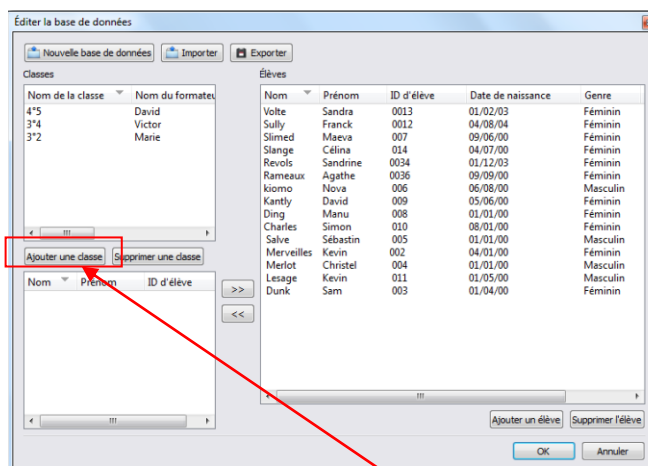 Éditer la base de données
Nouvelle base de données Importer Exporter
Classes
Nom de la classe Nom du formateu
4°5 David
3°4 Victor
3°2 Marie
Ajouter une classe Supprimer une classe
Nom Prénom ID d'élève
>>
<<
Élèves
Nom Prénom ID d'élève Date de naissance Genre
Volte Sandra 0013 01/02/03 Féminin
Sully Franck 0012 04/08/04 Féminin
Slimed Maeva 007 09/06/00 Féminin
Slange Célina 014 04/07/00 Féminin
Revols Sandrine 0034 01/12/03 Féminin
Rameaux Agathe 0036 09/09/00 Féminin
kiomo Nova 006 06/08/00 Masculin
Kantly David 009 05/06/00 Féminin
Ding Manu 008 01/01/00 Féminin
Charles Simon 010 08/01/00 Féminin
Salve Sébastin 005 01/01/00 Masculin
Merveilles Kevin 002 04/01/00 Féminin
Merlot Christel 004 01/01/00 Masculin
Lesage Kevin 011 01/05/00 Masculin
Dunk Sam 003 01/04/00 Féminin
Ajouter un élève Supprimer l'élève
OK Annuler